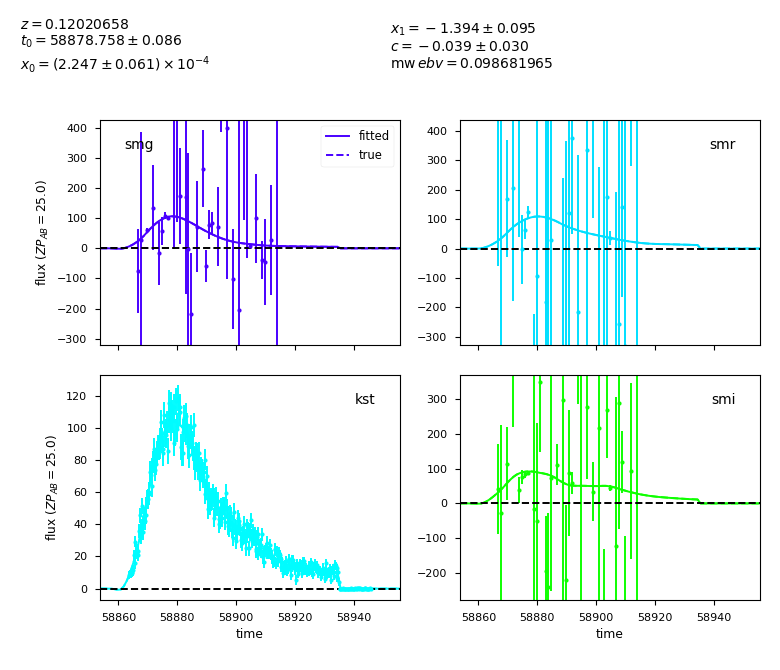 z = 0.12020658
t0 = 58878.758 ± 0.086
x0 = (2.247 ± 0.061) × 10^−4
x1 = −1.394 ± 0.095
c = −0.039 ± 0.030
mw ebv = 0.098681965
smg
fitted
true
400
300
200
100
0
−100
−200
−300
flux (ZP_AB = 25.0)
smr
400
300
200
100
0
−100
−200
−300
kst
120
100
80
60
40
20
0
flux (ZP_AB = 25.0)
58860 58880 58900 58920 58940
time
smi
300
200
100
0
−100
−200
58860 58880 58900 58920 58940
time